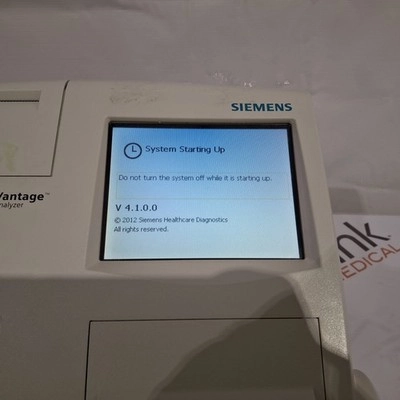 SIEMENS
System Starting Up
Do not turn the system off while it is starting up.
Vantage™
nalyzer
V 4.1.0.0
© 2012 Siemens Healthcare Diagnostics
All rights reserved.
nk
MEDICAL